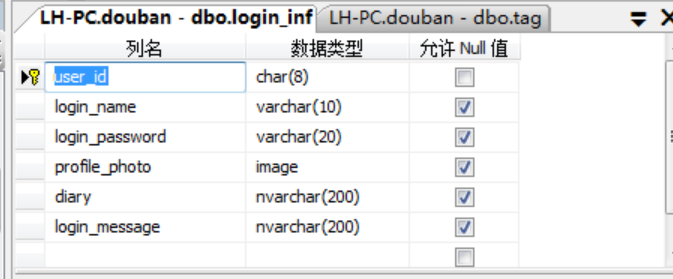 LH-PC.douban - dbo.login_inf LH-PC.douban - dbo.tag
列名 数据类型 允许 Null 值
user_id char(8)
login_name varchar(10)
login_password varchar(20)
profile_photo image
diary nvarchar(200)
login_message nvarchar(200)